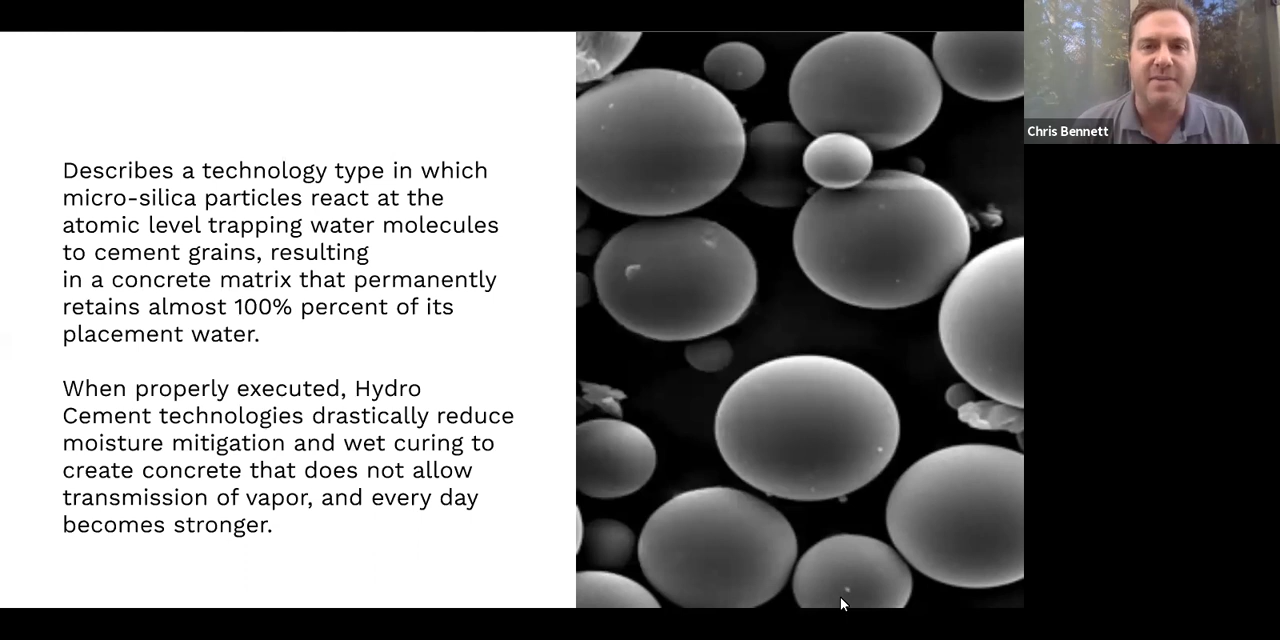 Describes a technology type in which
micro-silica particles react at the
atomic level trapping water molecules
to cement grains, resulting
in a concrete matrix that permanently
retains almost 100% percent of its
placement water.
When properly executed, Hydro
Cement technologies drastically reduce
moisture mitigation and wet curing to
create concrete that does not allow
transmission of vapor, and every day
becomes stronger.
Chris Bennett